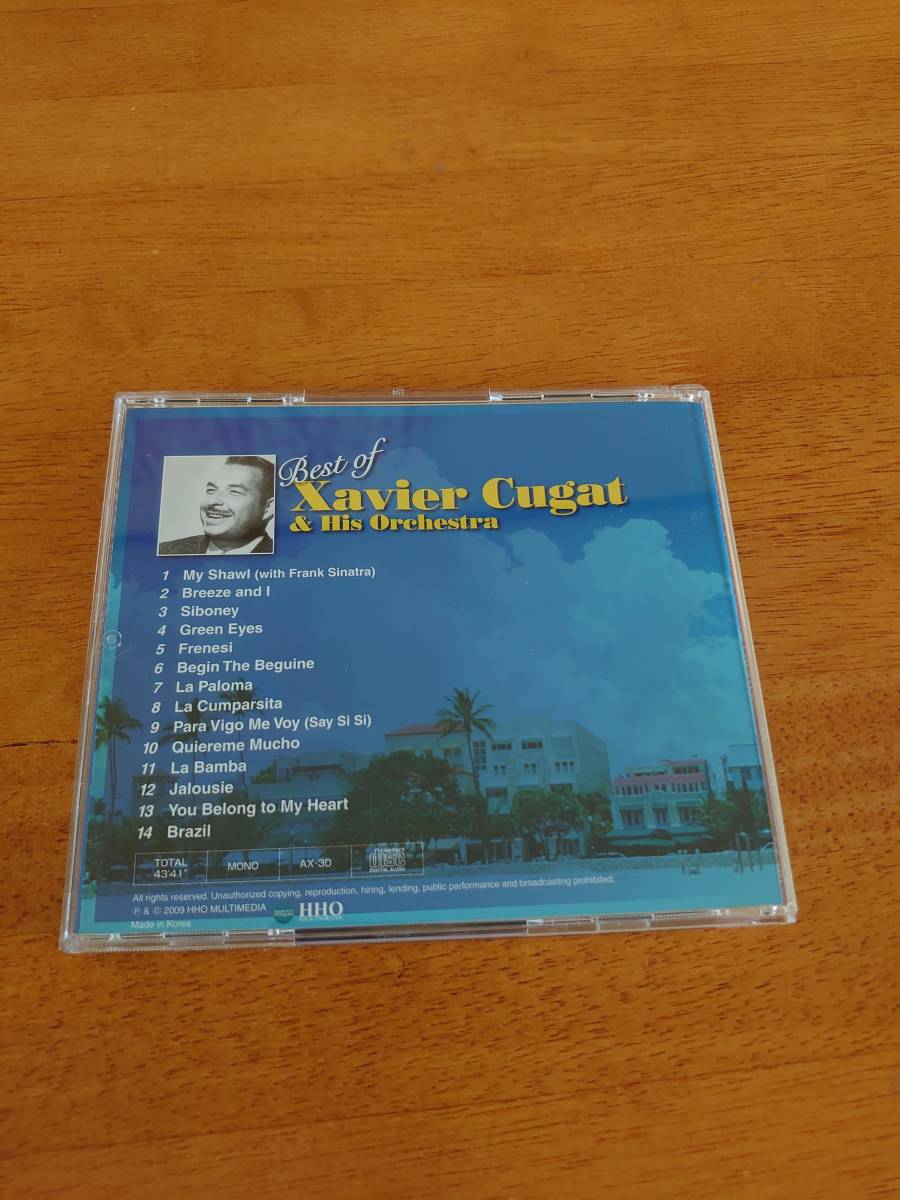 Best of
Xavier Cugat
& His Orchestra
1 My Shawl (with Frank Sinatra)
2 Breeze and I
3 Siboney
4 Green Eyes
5 Frenesi
6 Begin The Beguine
7 La Paloma
8 La Cumparsita
9 Para Vigo Me Voy (Say Si Si)
10 Quiereme Mucho
11 La Bamba
12 Jalousie
13 You Belong to My Heart
14 Brazil
TOTAL 43'41" MONO AX-30 COMPACT disc DIGITAL AUDIO
All rights reserved. Unauthorized copying, reproduction, hiring, lending, public performance and broadcasting prohibited.
℗ & © 2009 HHO MULTIMEDIA HHO
Made in Korea